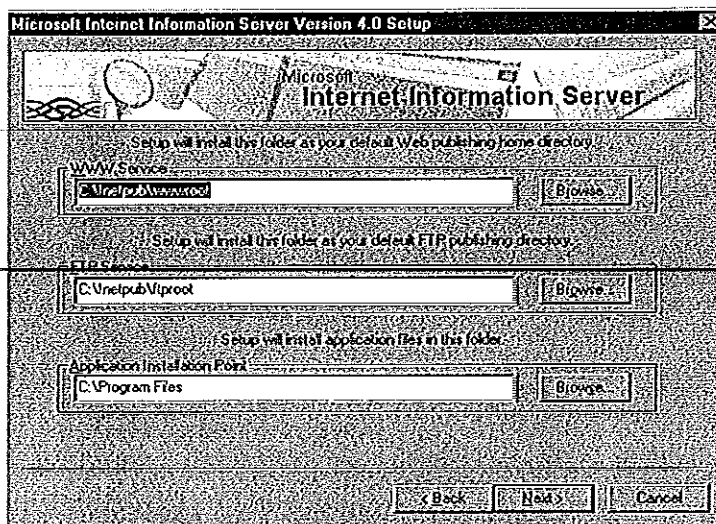 Microsoft Internet Information Server Version 4.0 Setup
Microsoft
Internet Information Server
Setup will install this folder as your default Web publishing home directory.
WWW Service
C:\Inetpub\wwwroot
Browse...
Setup will install this folder as your default FTP publishing directory.
FTP Service
C:\Inetpub\ftproot
Browse...
Setup will install application files in this folder.
Application Installation Point
C:\Program Files
Browse...
< Back
Next >
Cancel